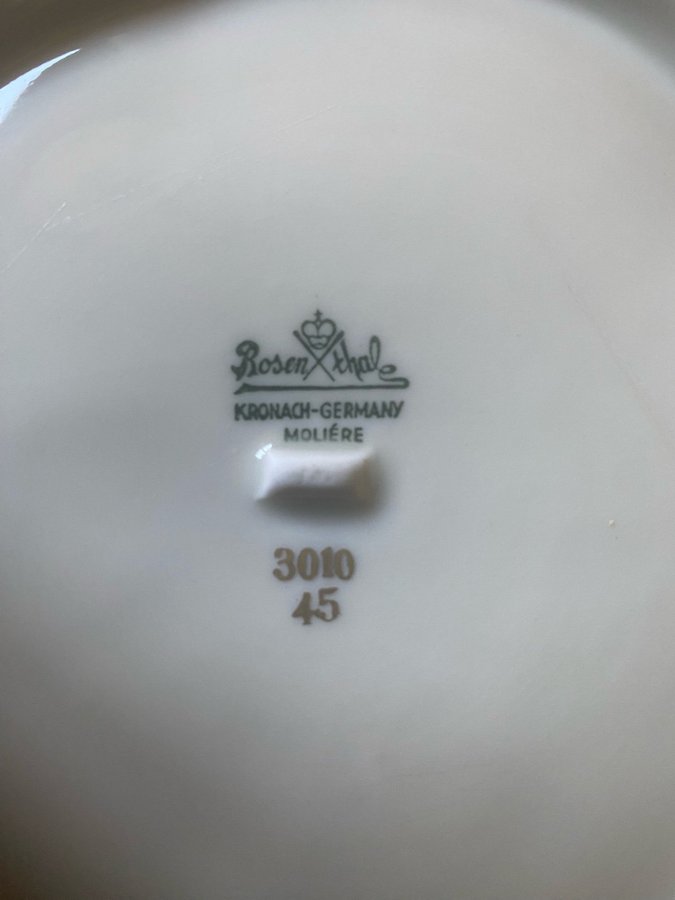 Rosenthal
KRONACH-GERMANY
MOLIÉRE
3010
45